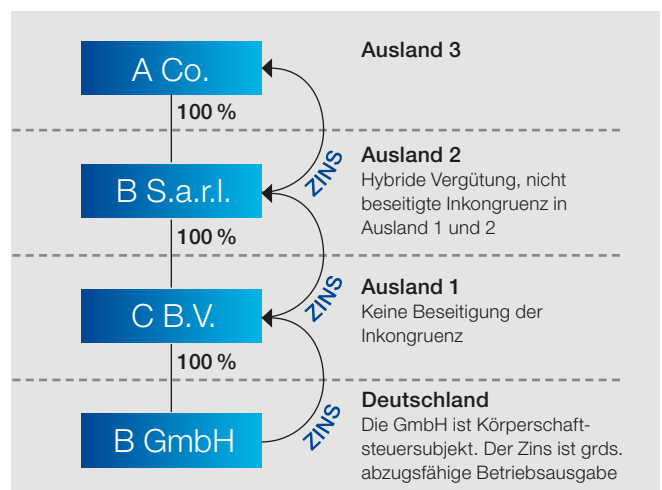 A Co.
Ausland 3
100 %
ZINS
B S.a.r.l.
Ausland 2
Hybride Vergütung, nicht
beseitigte Inkongruenz in
Ausland 1 und 2
100 %
ZINS
C B.V.
Ausland 1
Keine Beseitigung der
Inkongruenz
100 %
ZINS
B GmbH
Deutschland
Die GmbH ist Körperschaft-
steuersubjekt. Der Zins ist grds.
abzugsfähige Betriebsausgabe